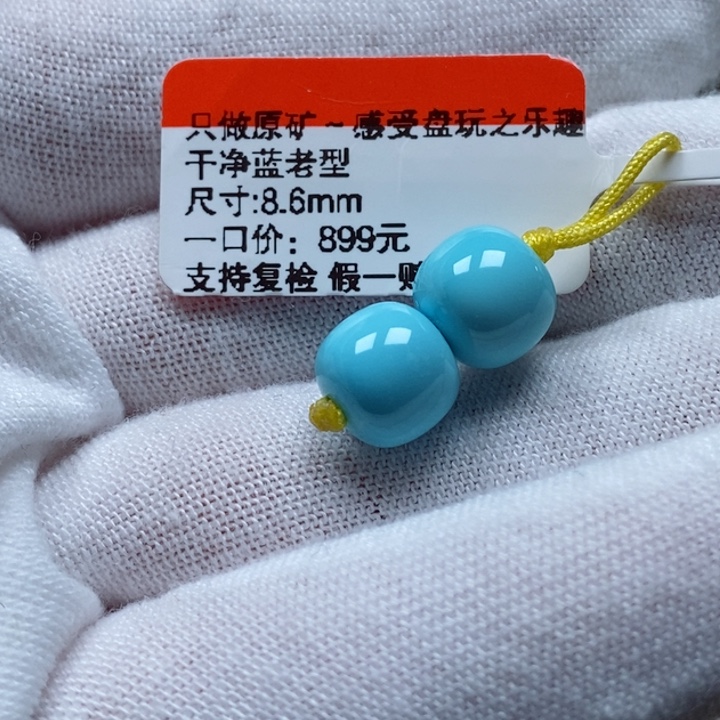 只做原矿~感受盘玩之乐趣
干净蓝老型
尺寸:8.6mm
一口价：899元
支持复检 假一赔